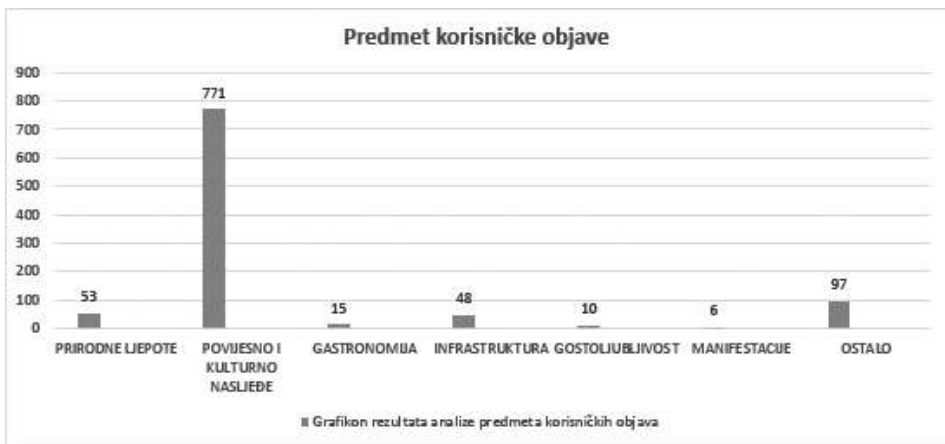 Predmet korisničke objave
900
800
700
600
500
400
300
200
100
0
771
53
15
48
10
6
97
PRIRODNE LJEPOTE
POVIJESNO I
KULTURNO
NASLJEĐE
GASTRONOMIJA
INFRASTRUKTURA
GOSTOLJUBLJIVOST
MANIFESTACIJE
OSTALO
Grafikon rezultata analize predmeta korisničkih objava